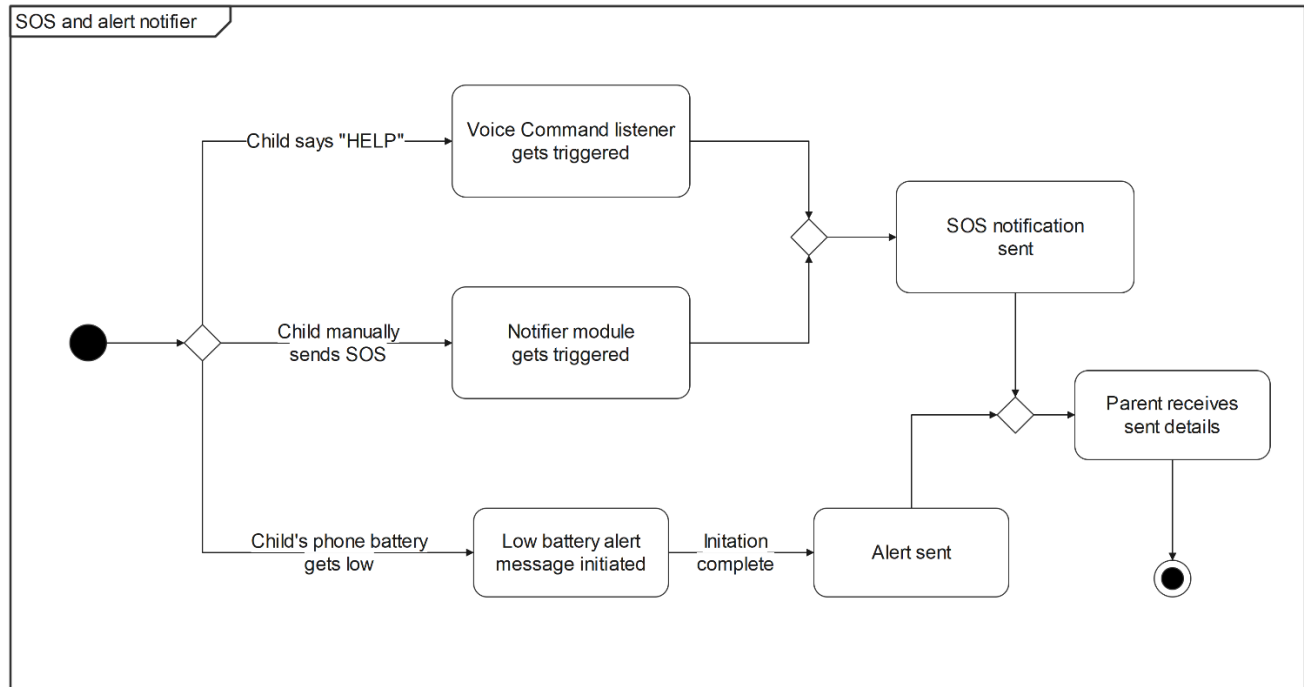 SOS and alert notifier
Child says "HELP"
Voice Command listener
gets triggered
SOS notification
sent
Child manually
sends SOS
Notifier module
gets triggered
Parent receives
sent details
Child's phone battery
gets low
Low battery alert
message initiated
Initation
complete
Alert sent